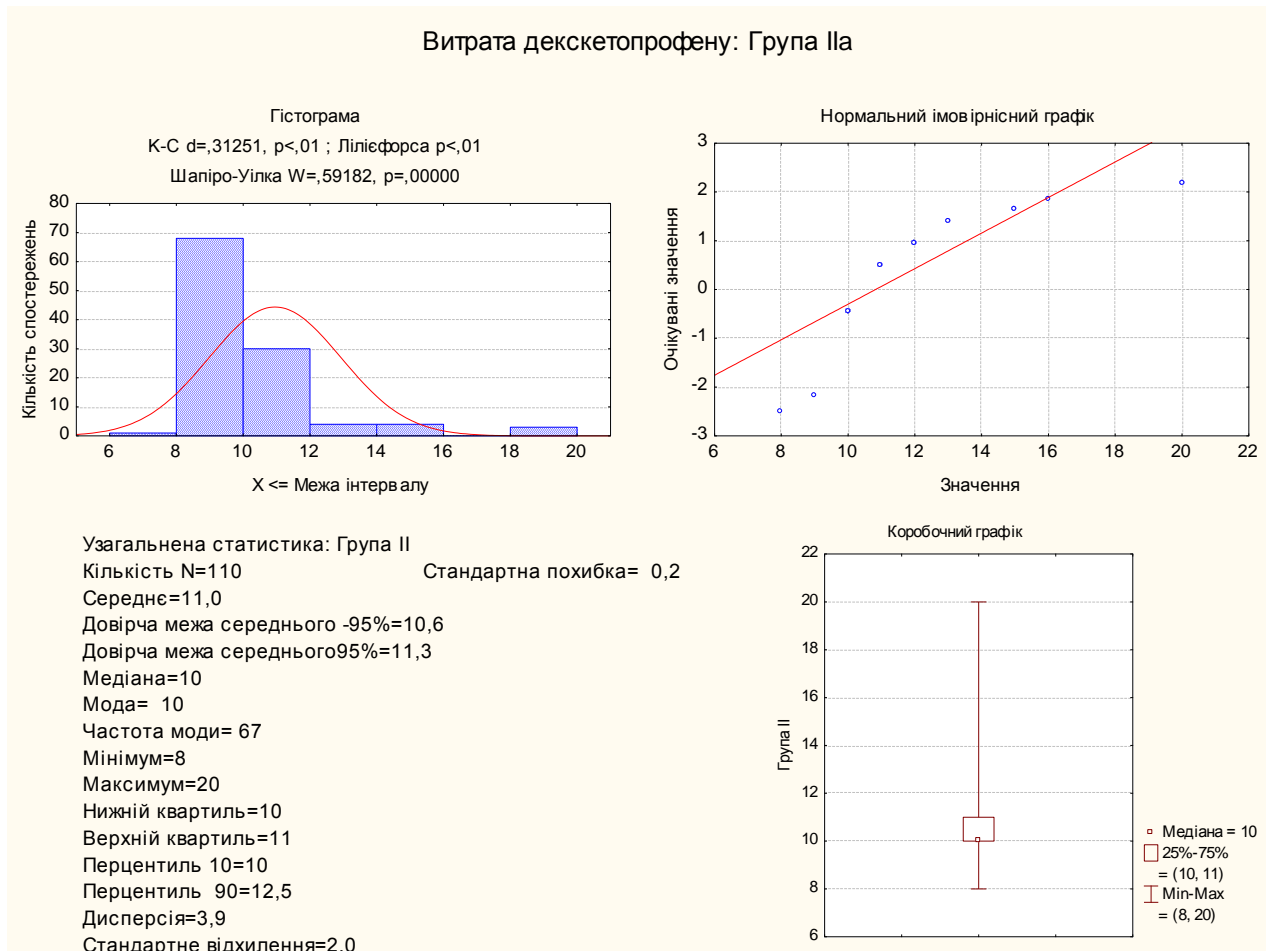 Витрата декскетопрофену: Група IIа
Гістограма
К-С d=,31251, p<,01 ; Лілієфорса p<,01
Шапіро-Уілка W=,59182, p=,00000
80
70
60
50
40
30
20
10
0
6 8 10 12 14 16 18 20
Кількість спостережень
X <= Межа інтервалу
Нормальний імовірнісний графік
3
2
1
0
-1
-2
-3
6 8 10 12 14 16 18 20 22
Очікувані значення
Значення
Узагальнена статистика: Група II
Кількість N=110 Стандартна похибка= 0,2
Середнє=11,0
Довірча межа середнього -95%=10,6
Довірча межа середнього95%=11,3
Медіана=10
Мода= 10
Частота моди= 67
Мінімум=8
Максимум=20
Нижній квартиль=10
Верхній квартиль=11
Перцентиль 10=10
Перцентиль 90=12,5
Дисперсія=3,9
Стандартне відхилення=2,0
Коробочний графік
22
20
18
16
14
12
10
8
6
Група II
Медіана = 10
25%-75%
= (10, 11)
Min-Max
= (8, 20)